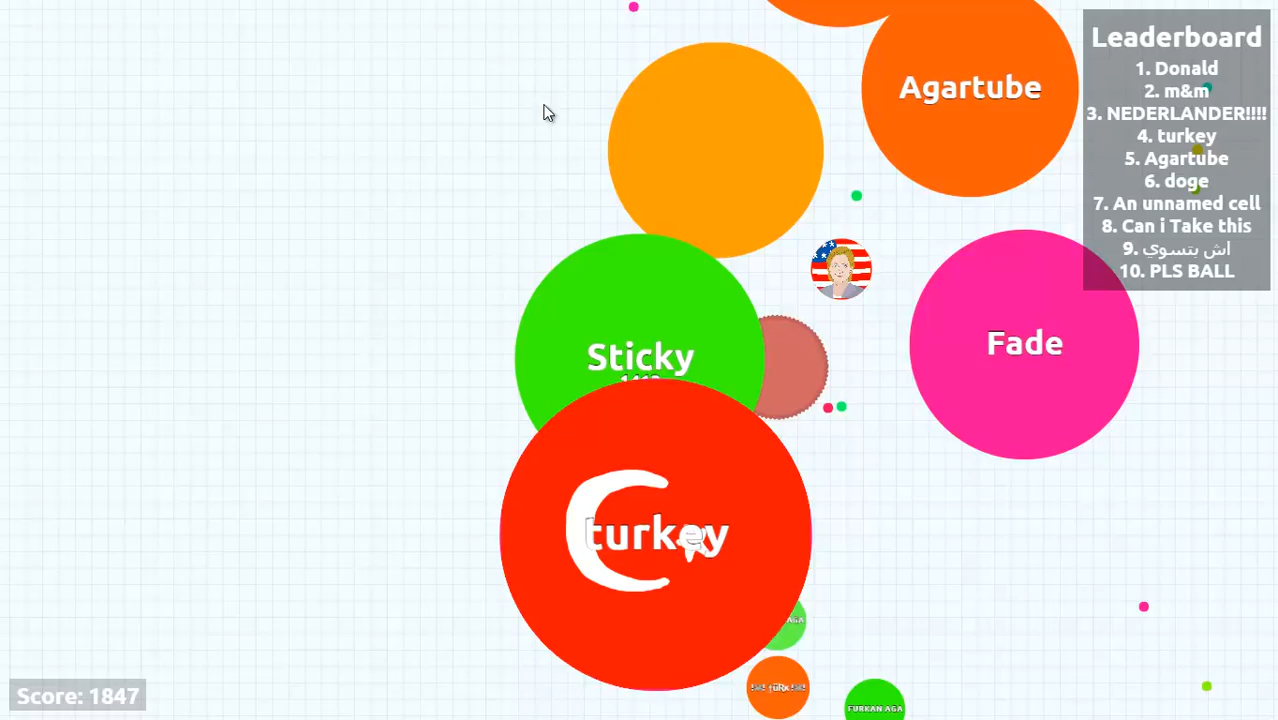 Agartube
Leaderboard
1. Donald
2. m&m
3. NEDERLANDER!!!!
4. turkey
5. Agartube
6. doge
7. An unnamed cell
8. Can i Take this
9. اش بتسوي
10. PLS BALL
Sticky
Fade
turkey
AGA
FURKAN AGA
Score: 1847